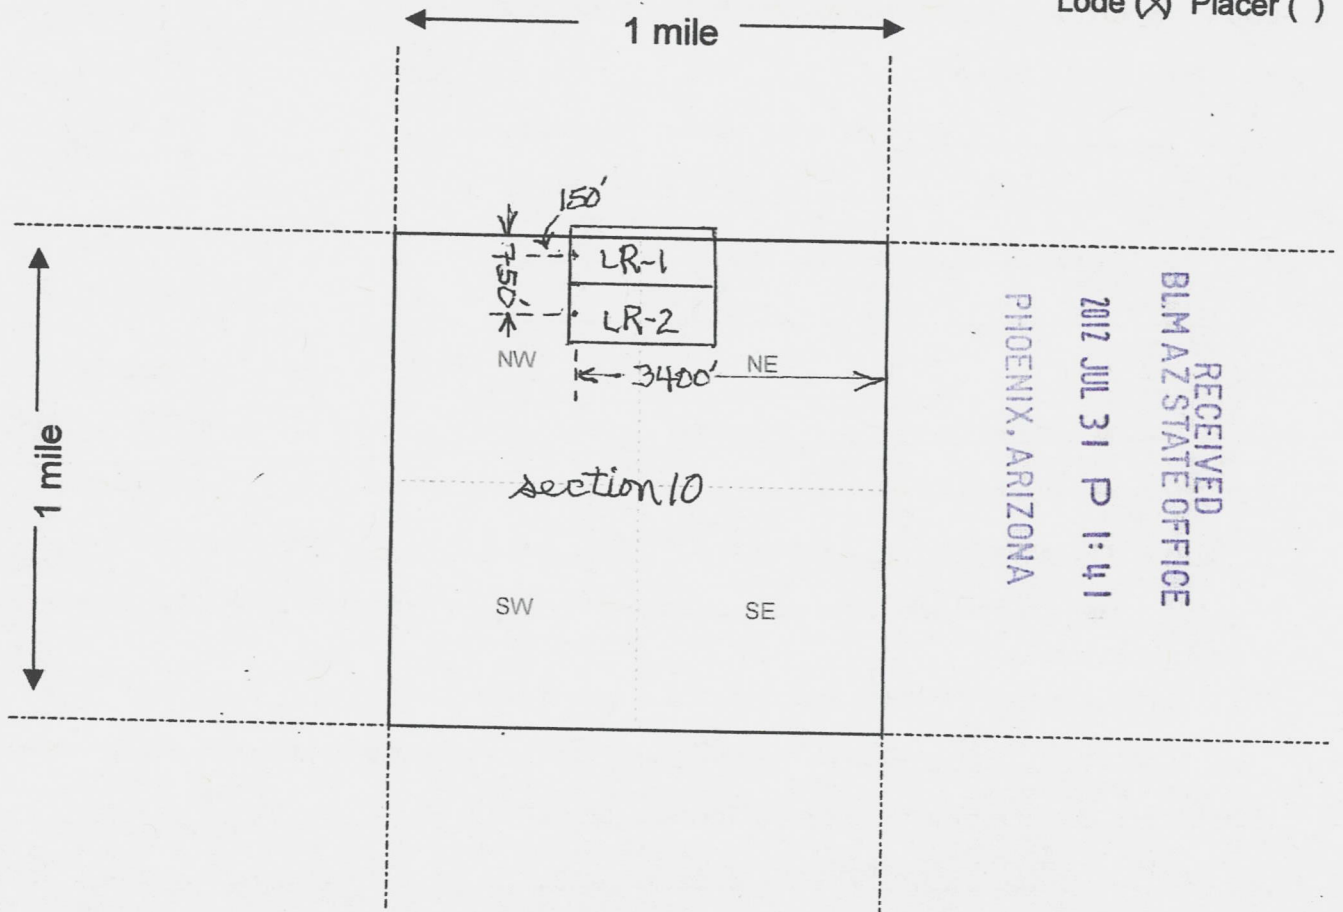 Lode (X) Placer ( )
1 mile
1 mile
150'
750'
LR-1
LR-2
NW
NE
3400'
section 10
SW
SE
RECEIVED
BLM AZ STATE OFFICE
2012 JUL 31 P 1:41
PHOENIX, ARIZONA